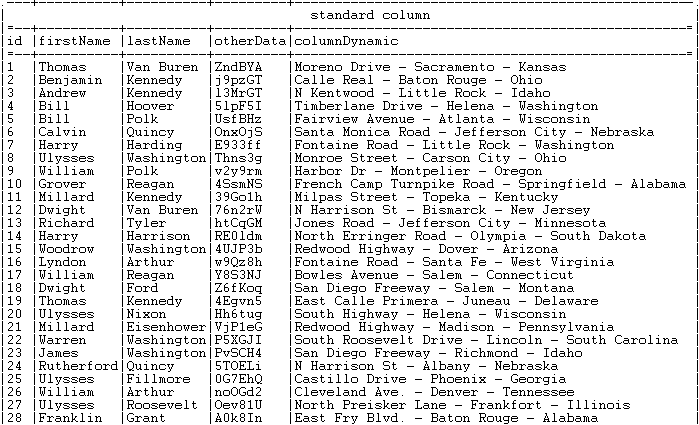 standard column
id |firstName |lastName |otherData|columnDynamic
1 |Thomas |Van Buren |ZndBYA |Moreno Drive - Sacramento - Kansas
2 |Benjamin |Kennedy |j9pzGT |Calle Real - Baton Rouge - Ohio
3 |Andrew |Kennedy |l3MrGT |N Kentwood - Little Rock - Idaho
4 |Bill |Hoover |5lpF5I |Timberlane Drive - Helena - Washington
5 |Bill |Polk |UsfBHz |Fairview Avenue - Atlanta - Wisconsin
6 |Calvin |Quincy |OnxOjS |Santa Monica Road - Jefferson City - Nebraska
7 |Harry |Harding |E933ff |Fontaine Road - Little Rock - Washington
8 |Ulysses |Washington|Thns3g |Monroe Street - Carson City - Ohio
9 |William |Polk |v2y9rm |Harbor Dr - Montpelier - Oregon
10 |Grover |Reagan |4SsmNS |French Camp Turnpike Road - Springfield - Alabama
11 |Millard |Kennedy |39Go1h |Milpas Street - Topeka - Kentucky
12 |Dwight |Van Buren |76n2rW |N Harrison St - Bismarck - New Jersey
13 |Richard |Tyler |htCqGM |Jones Road - Jefferson City - Minnesota
14 |Harry |Harrison |RE0ldm |North Erringer Road - Olympia - South Dakota
15 |Woodrow |Washington|4UJP3b |Redwood Highway - Dover - Arizona
16 |Lyndon |Arthur |w9Qz8h |Fontaine Road - Santa Fe - West Virginia
17 |William |Reagan |Y8S3NJ |Bowles Avenue - Salem - Connecticut
18 |Dwight |Ford |Z6fKoq |San Diego Freeway - Salem - Montana
19 |Thomas |Kennedy |4Egvn5 |East Calle Primera - Juneau - Delaware
20 |Ulysses |Nixon |Hh6tug |South Highway - Helena - Wisconsin
21 |Millard |Eisenhower|VjP1eG |Redwood Highway - Madison - Pennsylvania
22 |Warren |Washington|P5XGJI |South Roosevelt Drive - Lincoln - South Carolina
23 |James |Washington|PvSCH4 |San Diego Freeway - Richmond - Idaho
24 |Rutherford|Quincy |5TOELi |N Harrison St - Albany - Nebraska
25 |Ulysses |Fillmore |0G7EhQ |Castillo Drive - Phoenix - Georgia
26 |William |Arthur |noOGd2 |Cleveland Ave. - Denver - Tennessee
27 |Ulysses |Roosevelt |Oev81U |North Preisker Lane - Frankfort - Illinois
28 |Franklin |Grant |A0k8In |East Fry Blvd. - Baton Rouge - Alabama